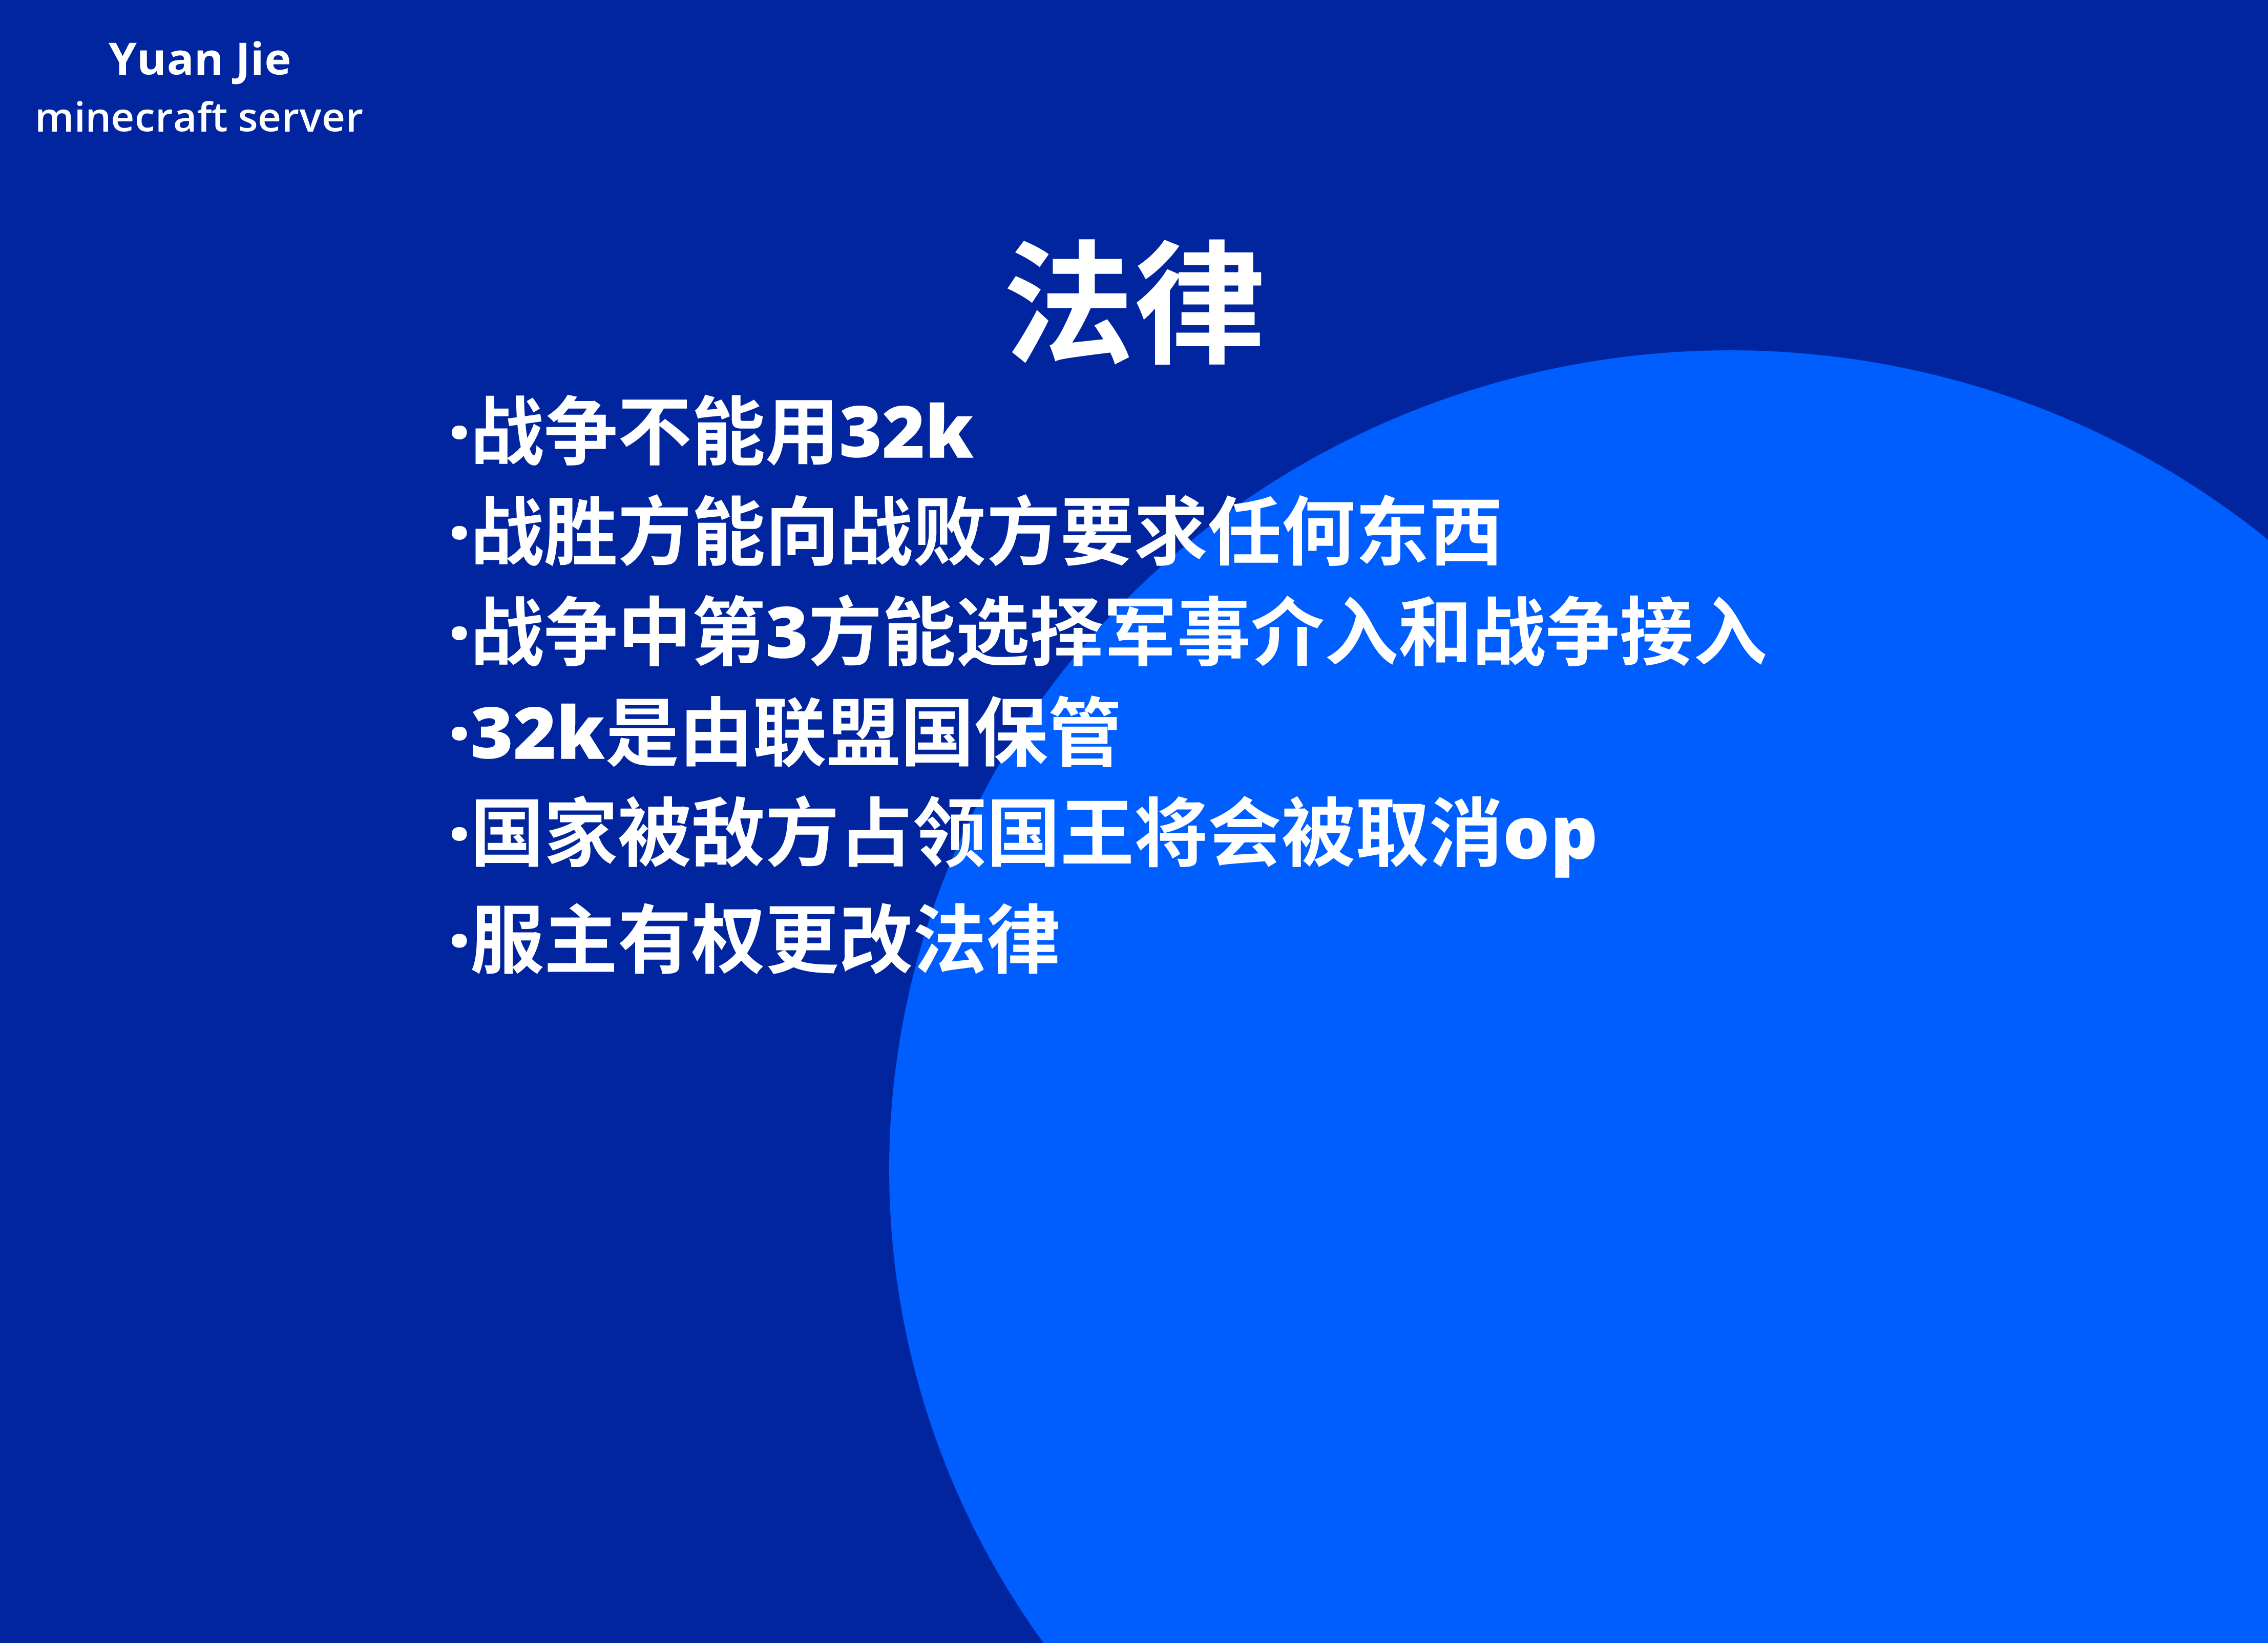 Yuan Jie
minecraft server
法律
·战争不能用32k
·战胜方能向战败方要求任何东西
·战争中第3方能选择军事介入和战争接入
·32k是由联盟国保管
·国家被敌方占领国王将会被取消op
·服主有权更改法律